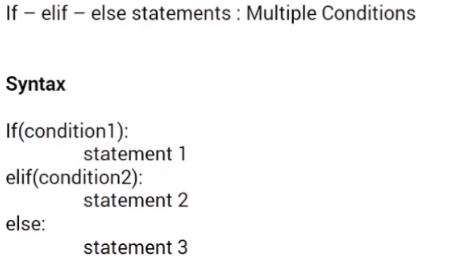 If – elif – else statements : Multiple Conditions
Syntax
If(condition1):
statement 1
elif(condition2):
statement 2
else:
statement 3